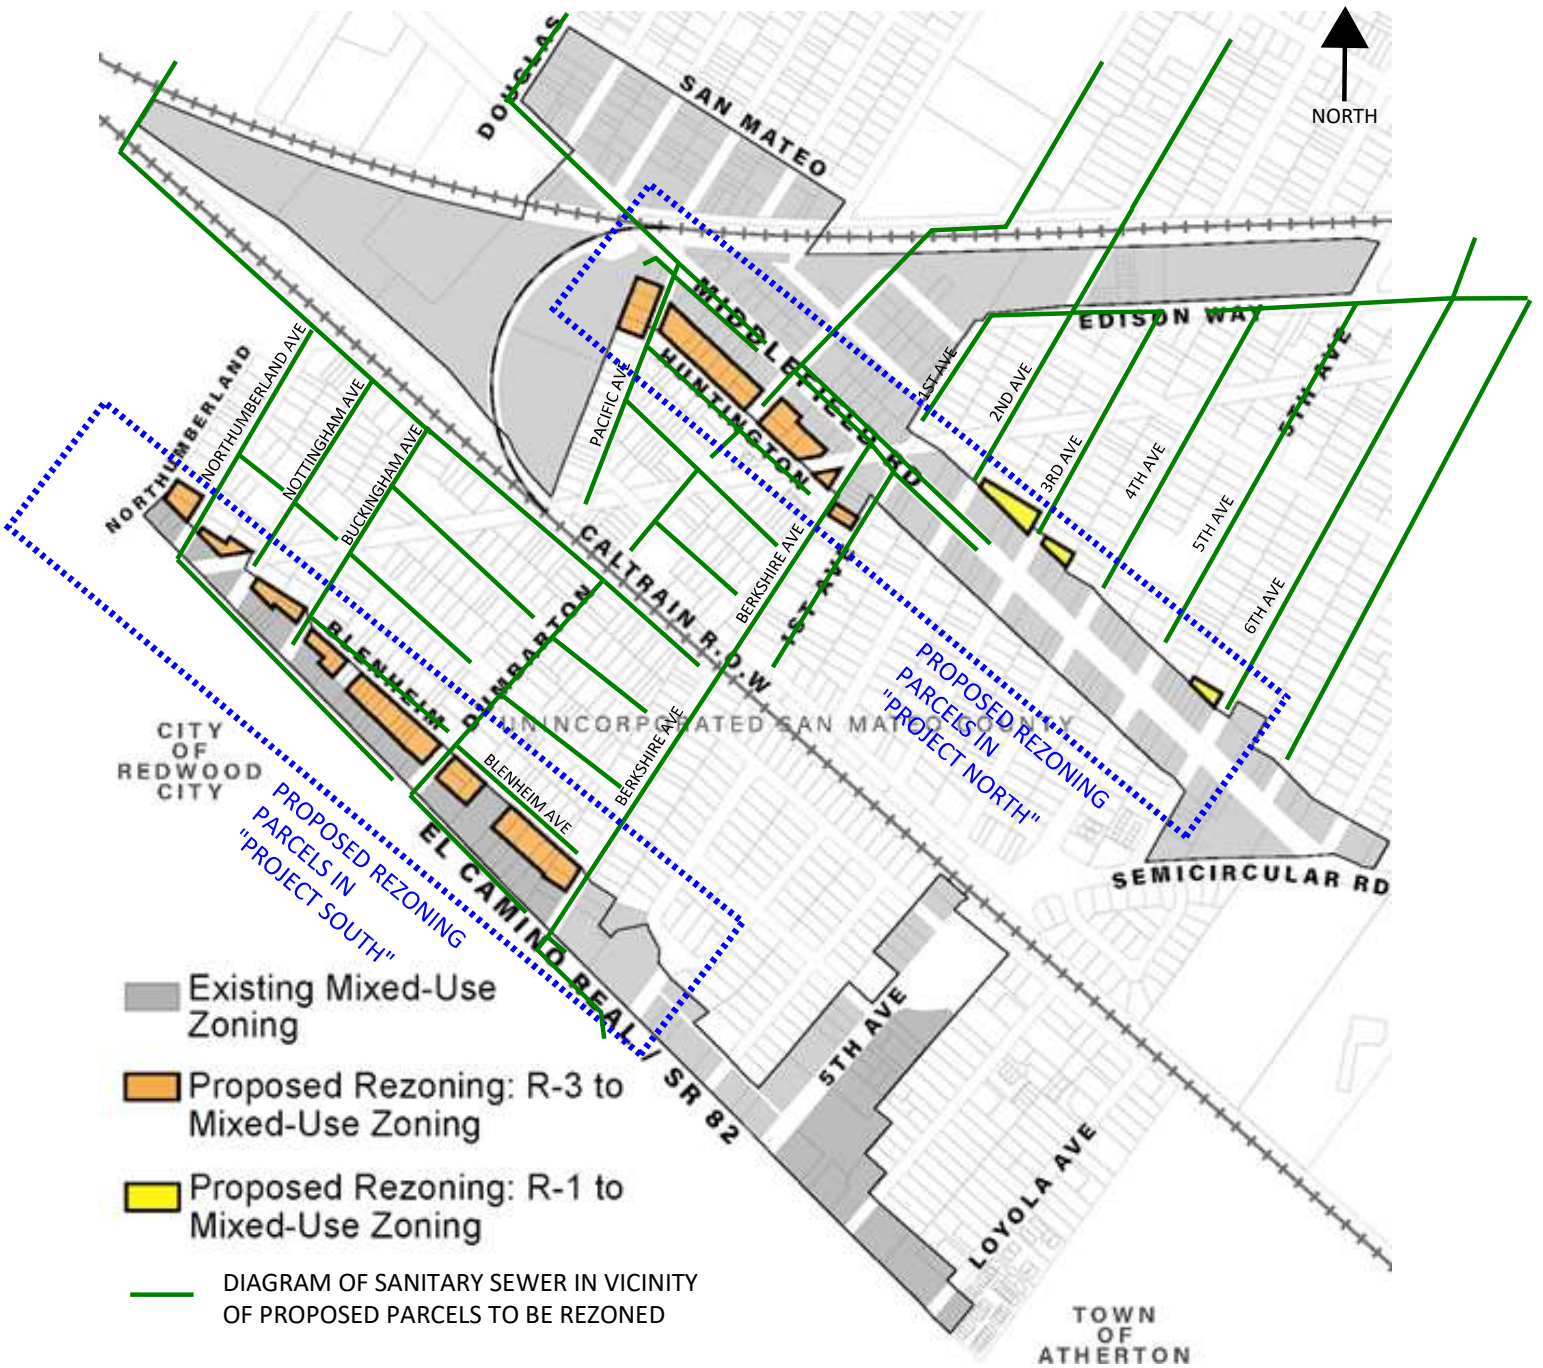 DOUGLAS
SAN MATEO
NORTH
MIDDLEFIELD RD
EDISON WAY
1ST AVE
2ND AVE
3RD AVE
4TH AVE
5TH AVE
5TH AVE
6TH AVE
PACIFIC AVE
HUNTINGTON
NORTHUMBERLAND
NORTHUMBERLAND AVE
NOTTINGHAM AVE
BUCKINGHAM AVE
CALTRAIN R.O.W
BERKSHIRE AVE
BLENHEIM
DUMBARTON
UNINCORPORATED SAN MATEO COUNTY
PROPOSED REZONING
PARCELS IN
"PROJECT NORTH"
CITY
OF
REDWOOD
CITY
BERKSHIRE AVE
BLENHEIM AVE
PROPOSED REZONING
PARCELS IN
"PROJECT SOUTH"
EL CAMINO REAL / SR 82
SEMICIRCULAR RD
5TH AVE
LOYOLA AVE
Existing Mixed-Use
Zoning
Proposed Rezoning: R-3 to
Mixed-Use Zoning
Proposed Rezoning: R-1 to
Mixed-Use Zoning
DIAGRAM OF SANITARY SEWER IN VICINITY
OF PROPOSED PARCELS TO BE REZONED
TOWN
OF
ATHERTON